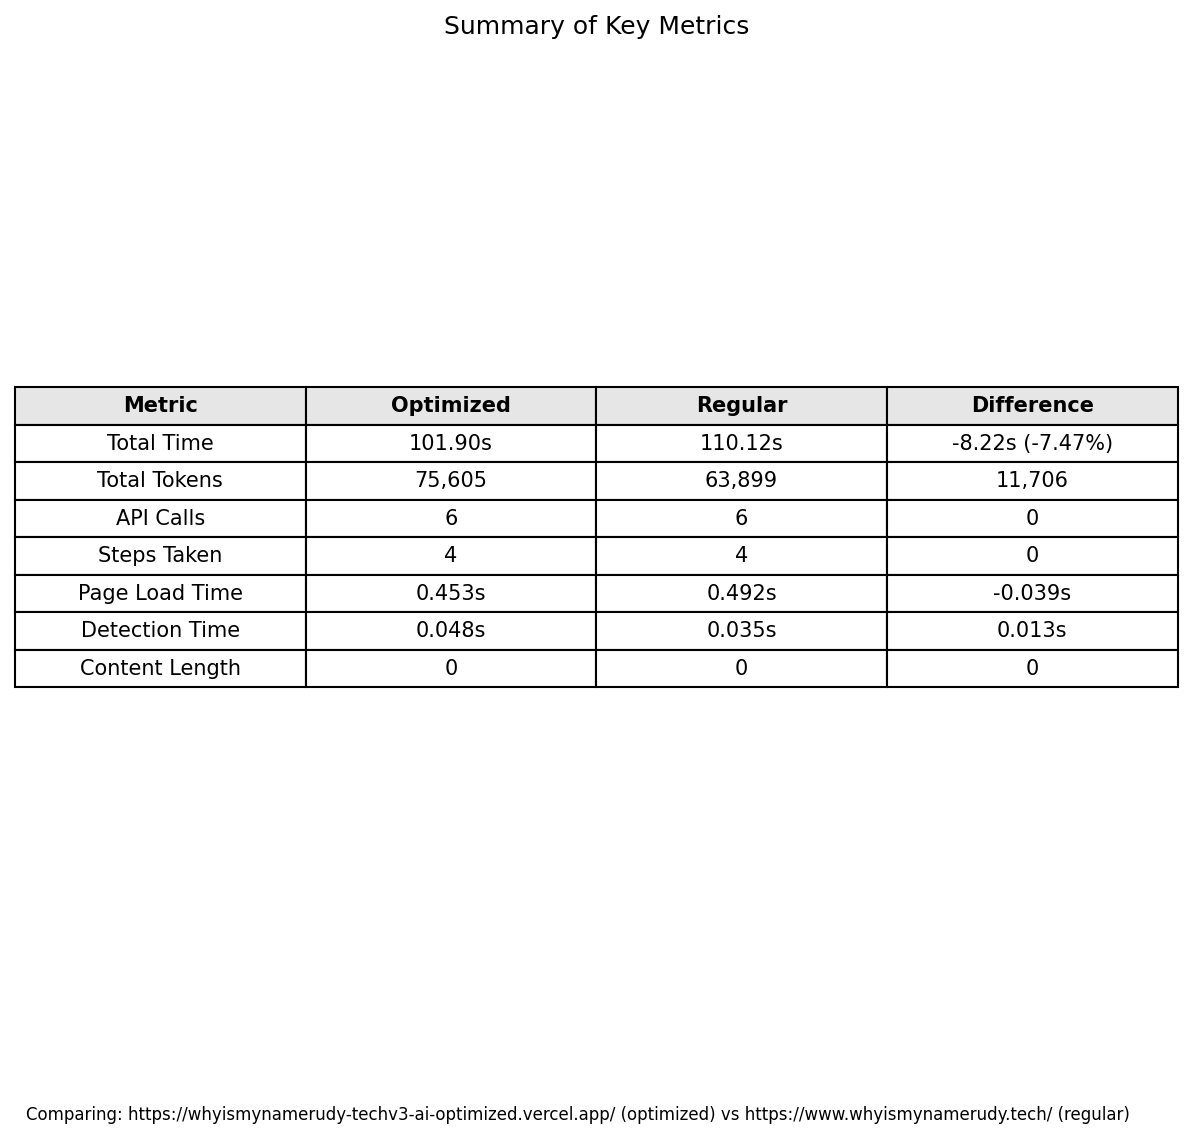 Summary of Key Metrics
Metric Optimized Regular Difference
Total Time 101.90s 110.12s -8.22s (-7.47%)
Total Tokens 75,605 63,899 11,706
API Calls 6 6 0
Steps Taken 4 4 0
Page Load Time 0.453s 0.492s -0.039s
Detection Time 0.048s 0.035s 0.013s
Content Length 0 0 0
Comparing: https://whyismynamerudy-techv3-ai-optimized.vercel.app/ (optimized) vs https://www.whyismynamerudy.tech/ (regular)